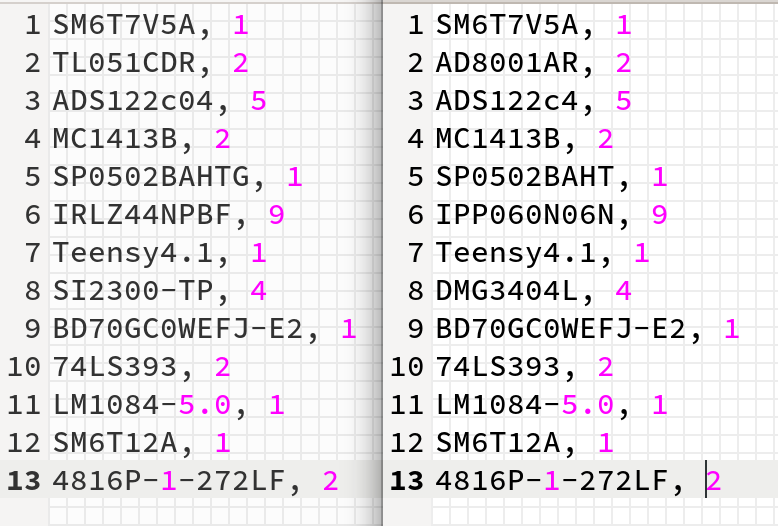 1 SM6T7V5A, 1
2 TL051CDR, 2
3 ADS122c04, 5
4 MC1413B, 2
5 SP0502BAHTG, 1
6 IRLZ44NPBF, 9
7 Teensy4.1, 1
8 SI2300-TP, 4
9 BD70GC0WEFJ-E2, 1
10 74LS393, 2
11 LM1084-5.0, 1
12 SM6T12A, 1
13 4816P-1-272LF, 2
1 SM6T7V5A, 1
2 AD8001AR, 2
3 ADS122c4, 5
4 MC1413B, 2
5 SP0502BAHT, 1
6 IPP060N06N, 9
7 Teensy4.1, 1
8 DMG3404L, 4
9 BD70GC0WEFJ-E2, 1
10 74LS393, 2
11 LM1084-5.0, 1
12 SM6T12A, 1
13 4816P-1-272LF, 2